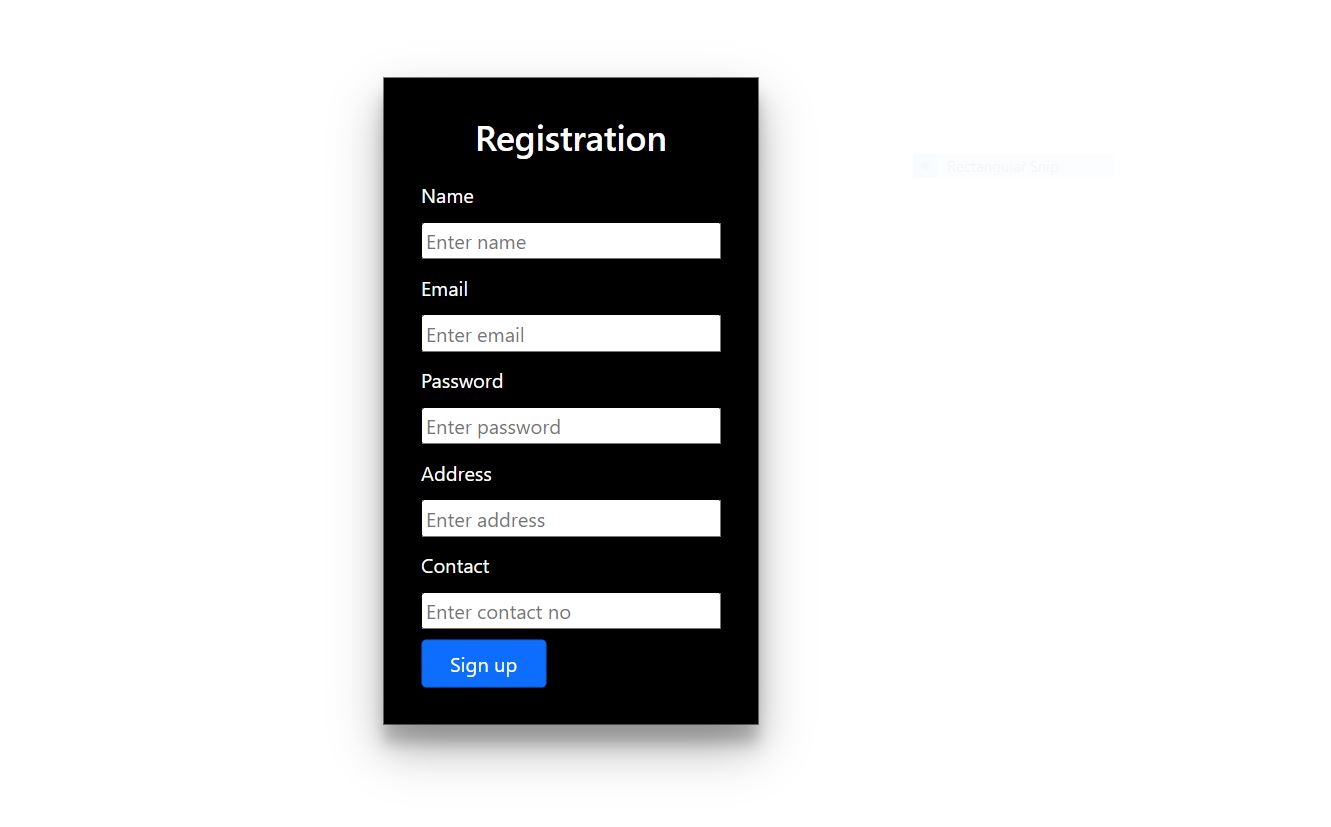 Registration
Rectangular Snip
Name
Enter name
Email
Enter email
Password
Enter password
Address
Enter address
Contact
Enter contact no
Sign up